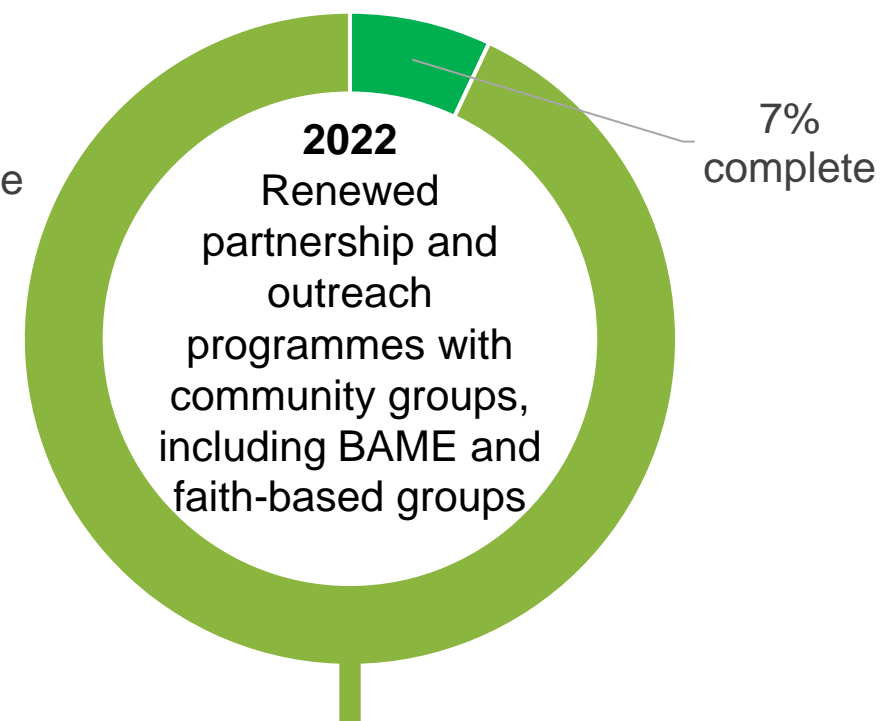 2022
Renewed
partnership and
outreach
programmes with
community groups,
including BAME and
faith-based groups
7%
complete
e